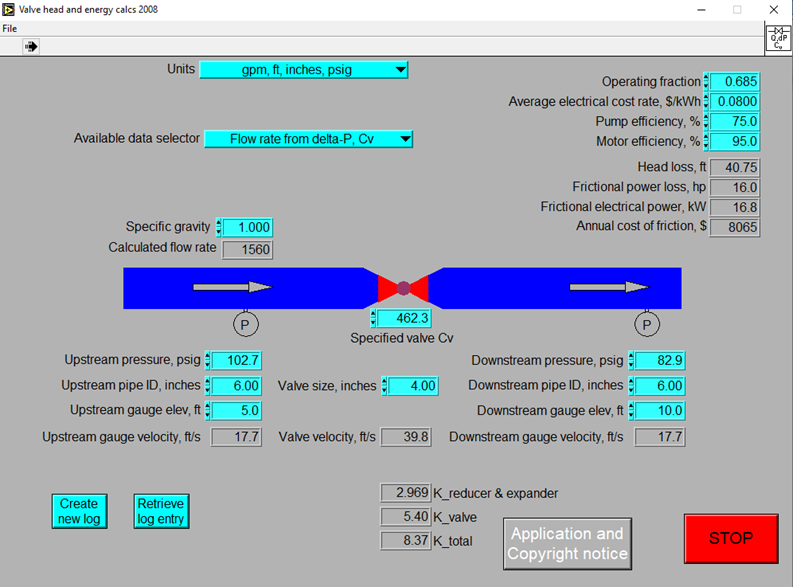 Valve head and energy calcs 2008
File
Q,dP
Cv
Units gpm, ft, inches, psig
Operating fraction 0.685
Average electrical cost rate, $/kWh 0.0800
Pump efficiency, % 75.0
Available data selector Flow rate from delta-P, Cv
Motor efficiency, % 95.0
Head loss, ft 40.75
Frictional power loss, hp 16.0
Frictional electrical power, kW 16.8
Annual cost of friction, $ 8065
Specific gravity 1.000
Calculated flow rate 1560
462.3
P P
Specified valve Cv
Upstream pressure, psig 102.7 Downstream pressure, psig 82.9
Upstream pipe ID, inches 6.00 Valve size, inches 4.00 Downstream pipe ID, inches 6.00
Upstream gauge elev, ft 5.0 Downstream gauge elev, ft 10.0
Upstream gauge velocity, ft/s 17.7 Valve velocity, ft/s 39.8 Downstream gauge velocity, ft/s 17.7
2.969 K_reducer & expander
Create
new log
Retrieve
log entry
5.40 K_valve
8.37 K_total
Application and
Copyright notice
STOP